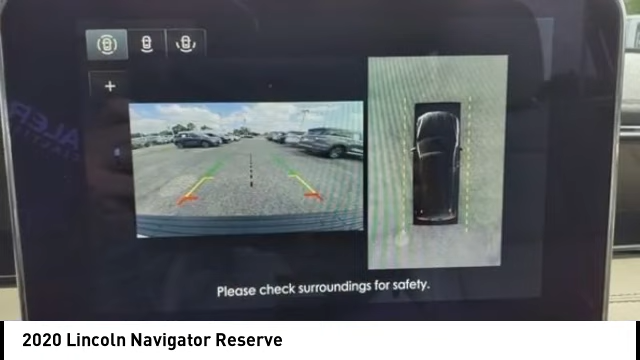 Please check surroundings for safety.
2020 Lincoln Navigator Reserve